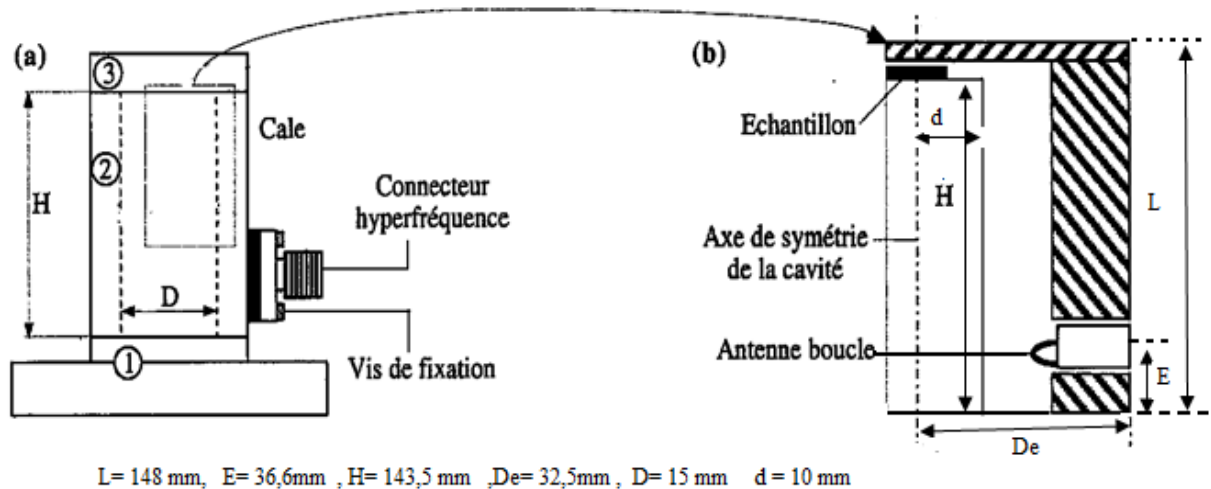 (a)
3
Cale
2
H
Connecteur
hyperfréquence
D
1
Vis de fixation
(b)
Echantillon
d
H
L
Axe de symétrie
de la cavité
Antenne boucle
E
De
L= 148 mm, E= 36,6mm , H= 143,5 mm ,De= 32,5mm , D= 15 mm d = 10 mm